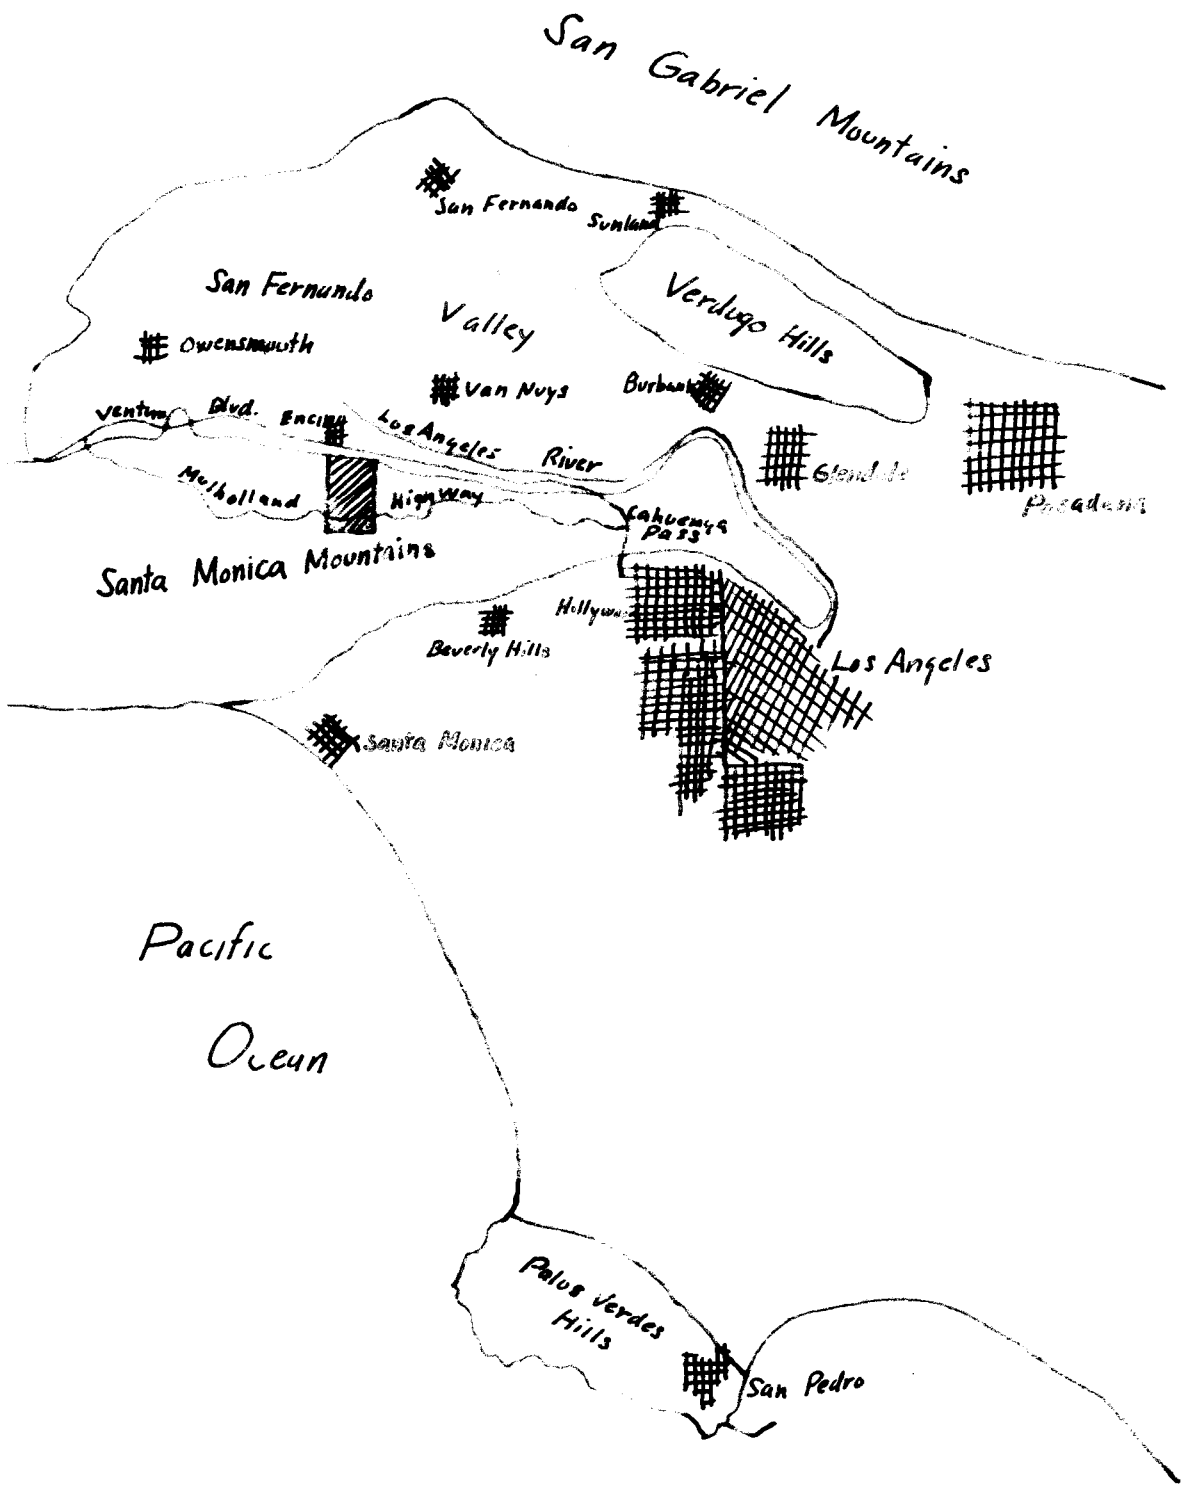 San Gabriel Mountains
San Fernando
Sunland
San Fernando Valley
Verdugo Hills
Owensmouth
Van Nuys
Burbank
Ventura Blvd.
Encino
Los Angeles River
Glendale
Pasadena
Mulholland Highway
Cahuenga
Pass
Santa Monica Mountains
Hollywood
Beverly Hills
Los Angeles
Santa Monica
Pacific
Ocean
Palos Verdes
Hills
San Pedro